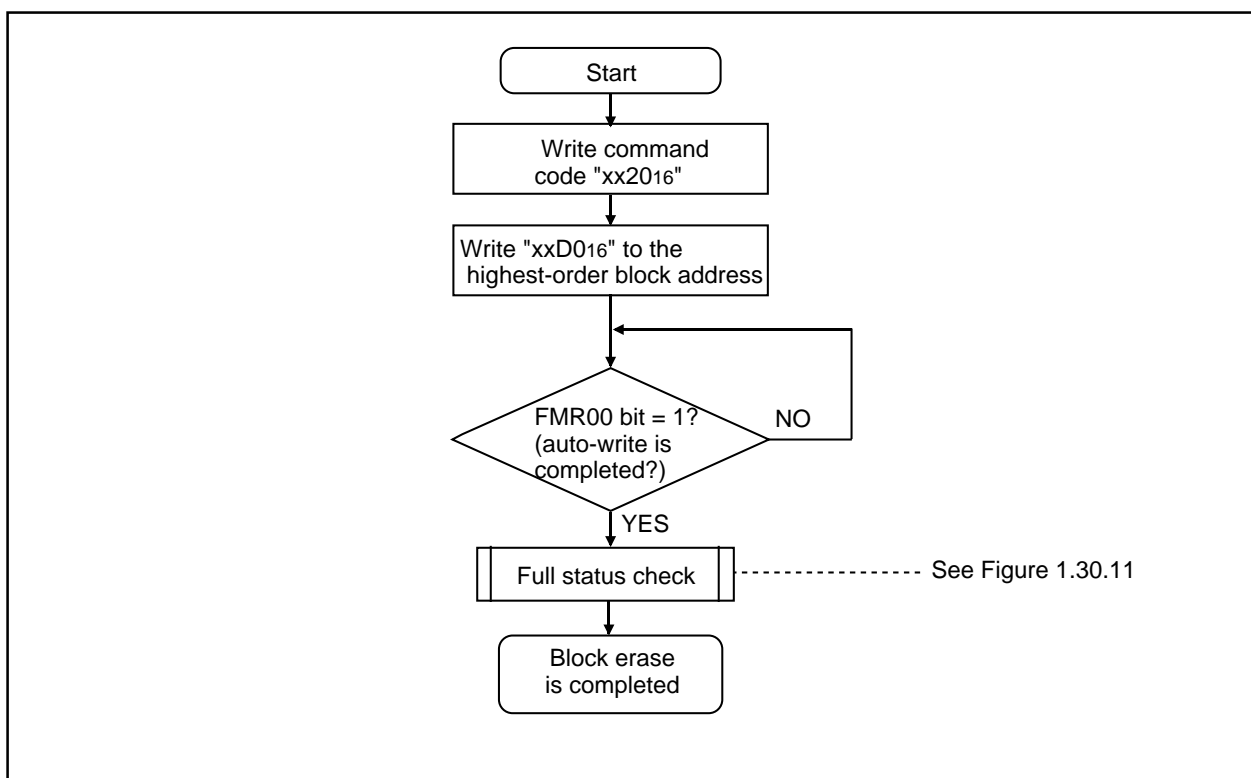 Start
Write command
code "xx2016"
Write "xxD016" to the
highest-order block address
FMR00 bit = 1?
(auto-write is
completed?)
NO
YES
Full status check
See Figure 1.30.11
Block erase
is completed